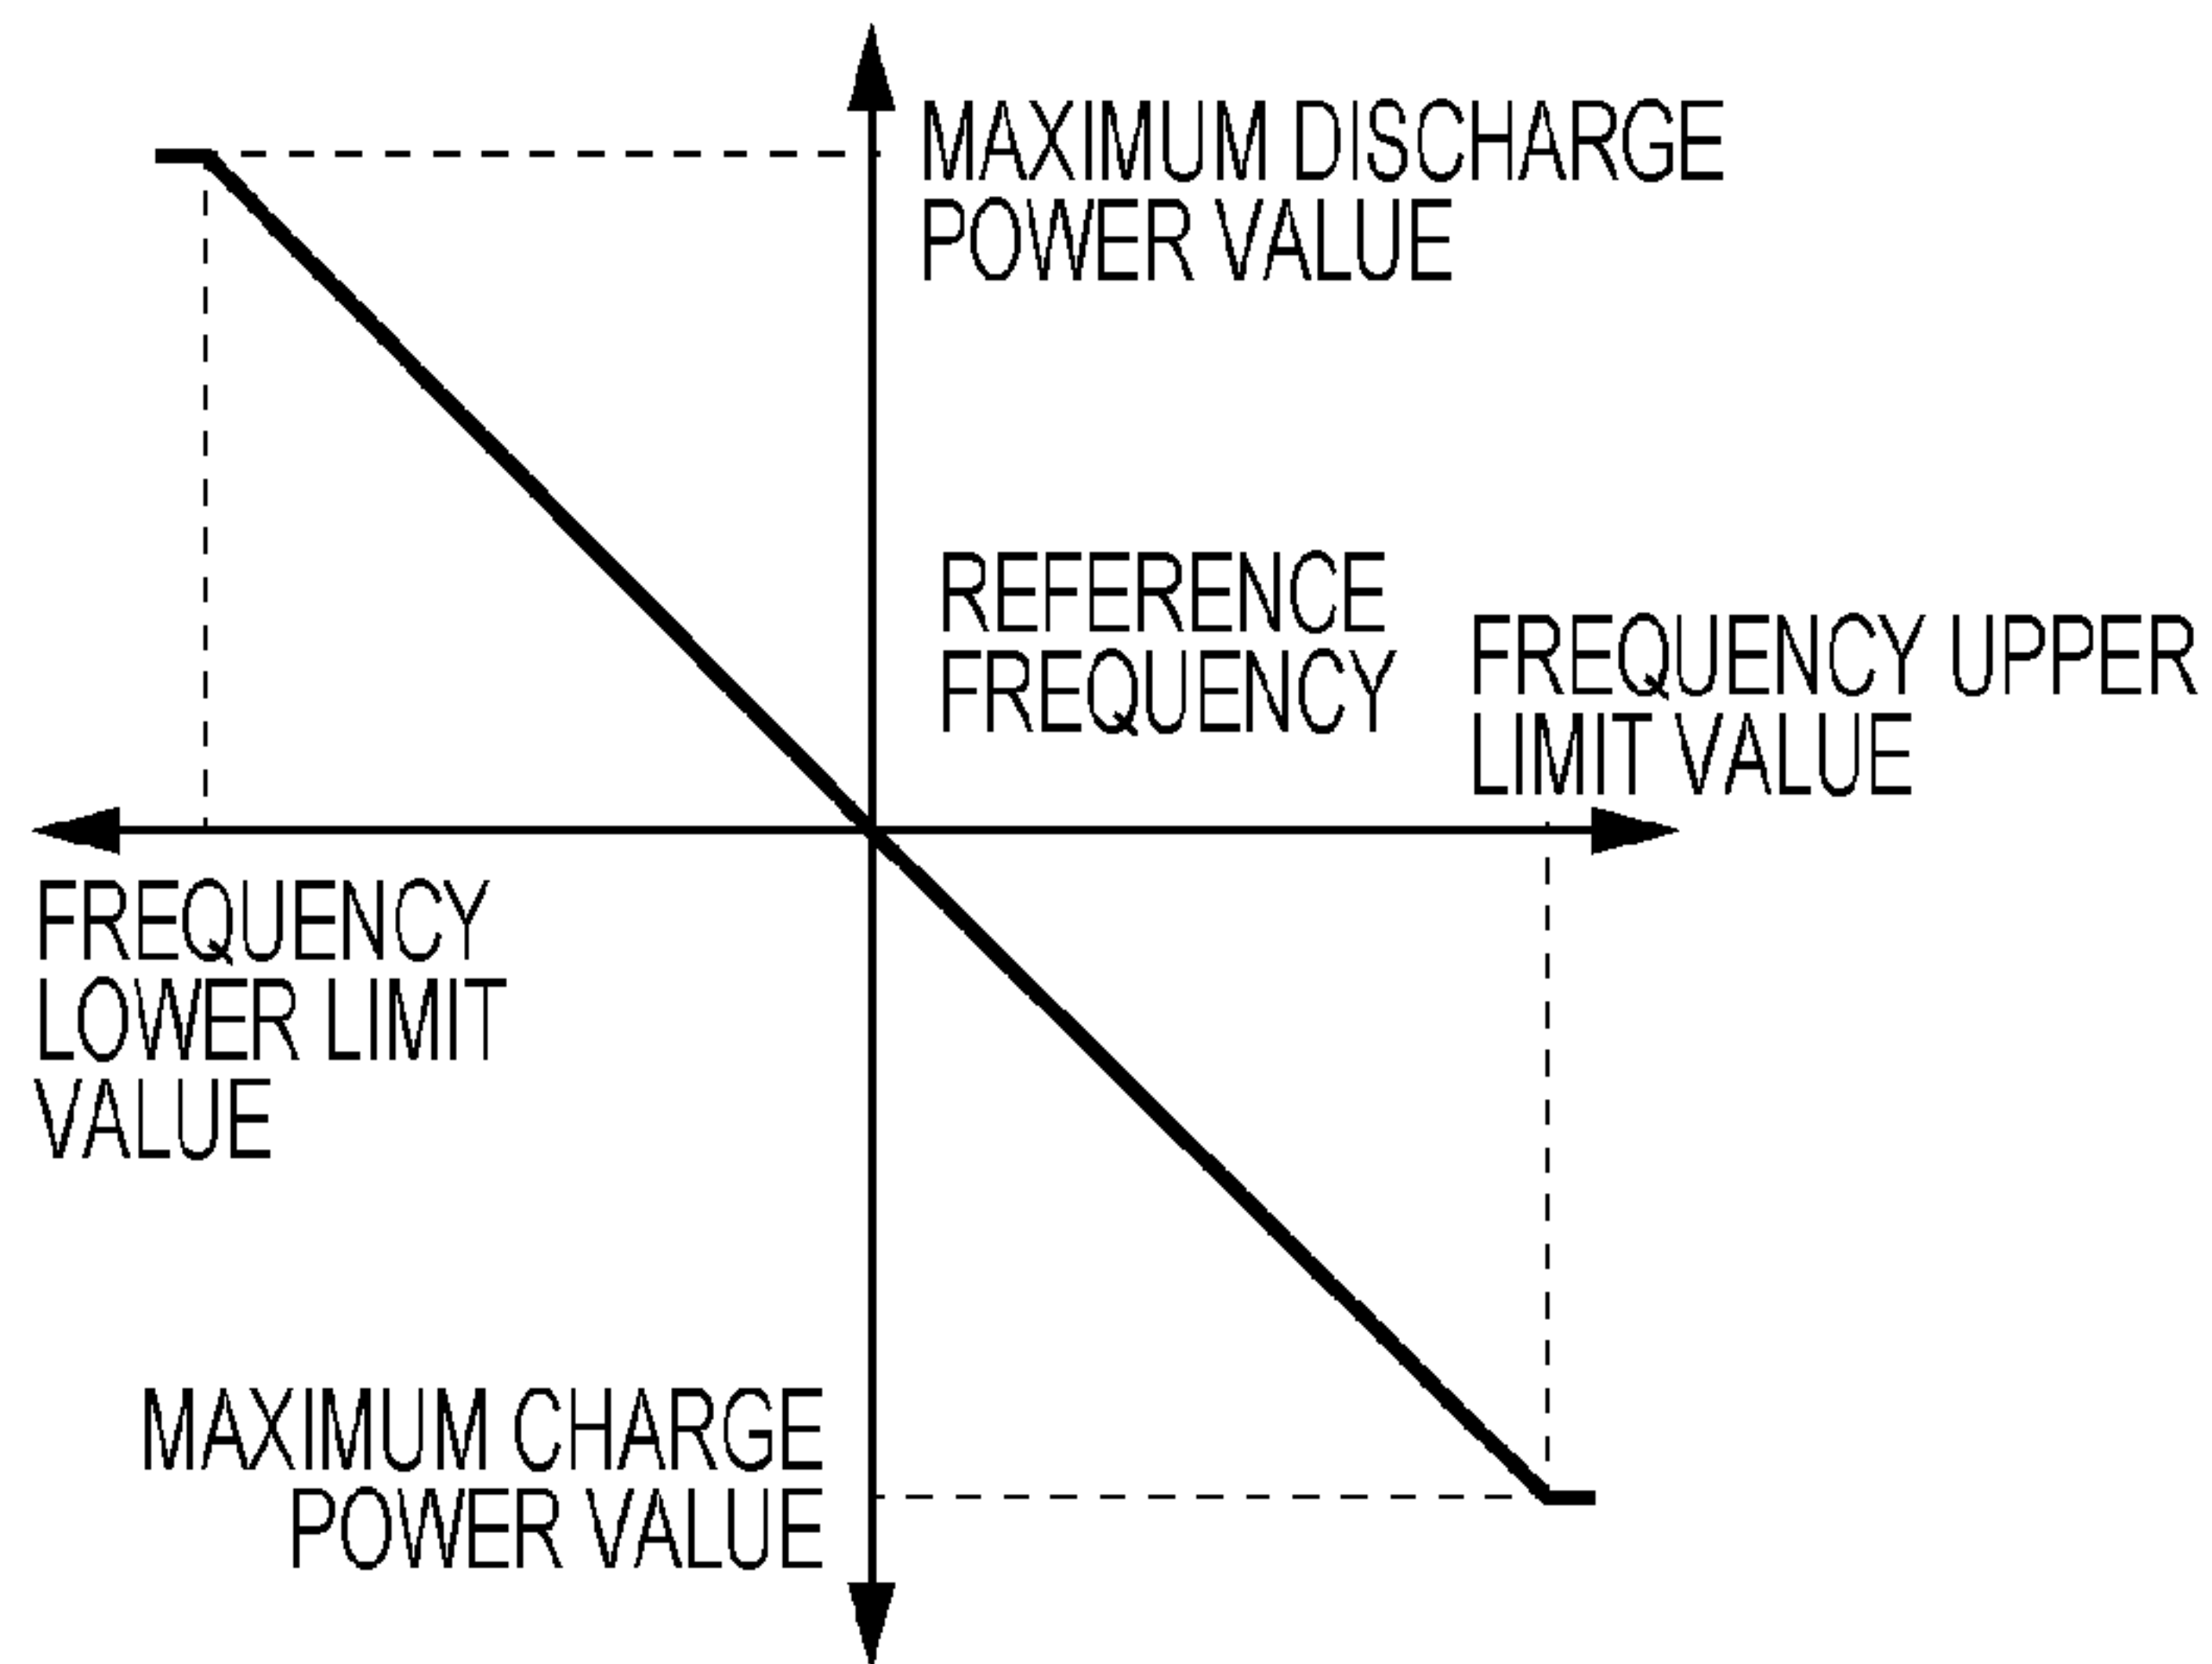 MAXIMUM DISCHARGE
POWER VALUE
REFERENCE
FREQUENCY
FREQUENCY UPPER
LIMIT VALUE
FREQUENCY
LOWER LIMIT
VALUE
MAXIMUM CHARGE
POWER VALUE